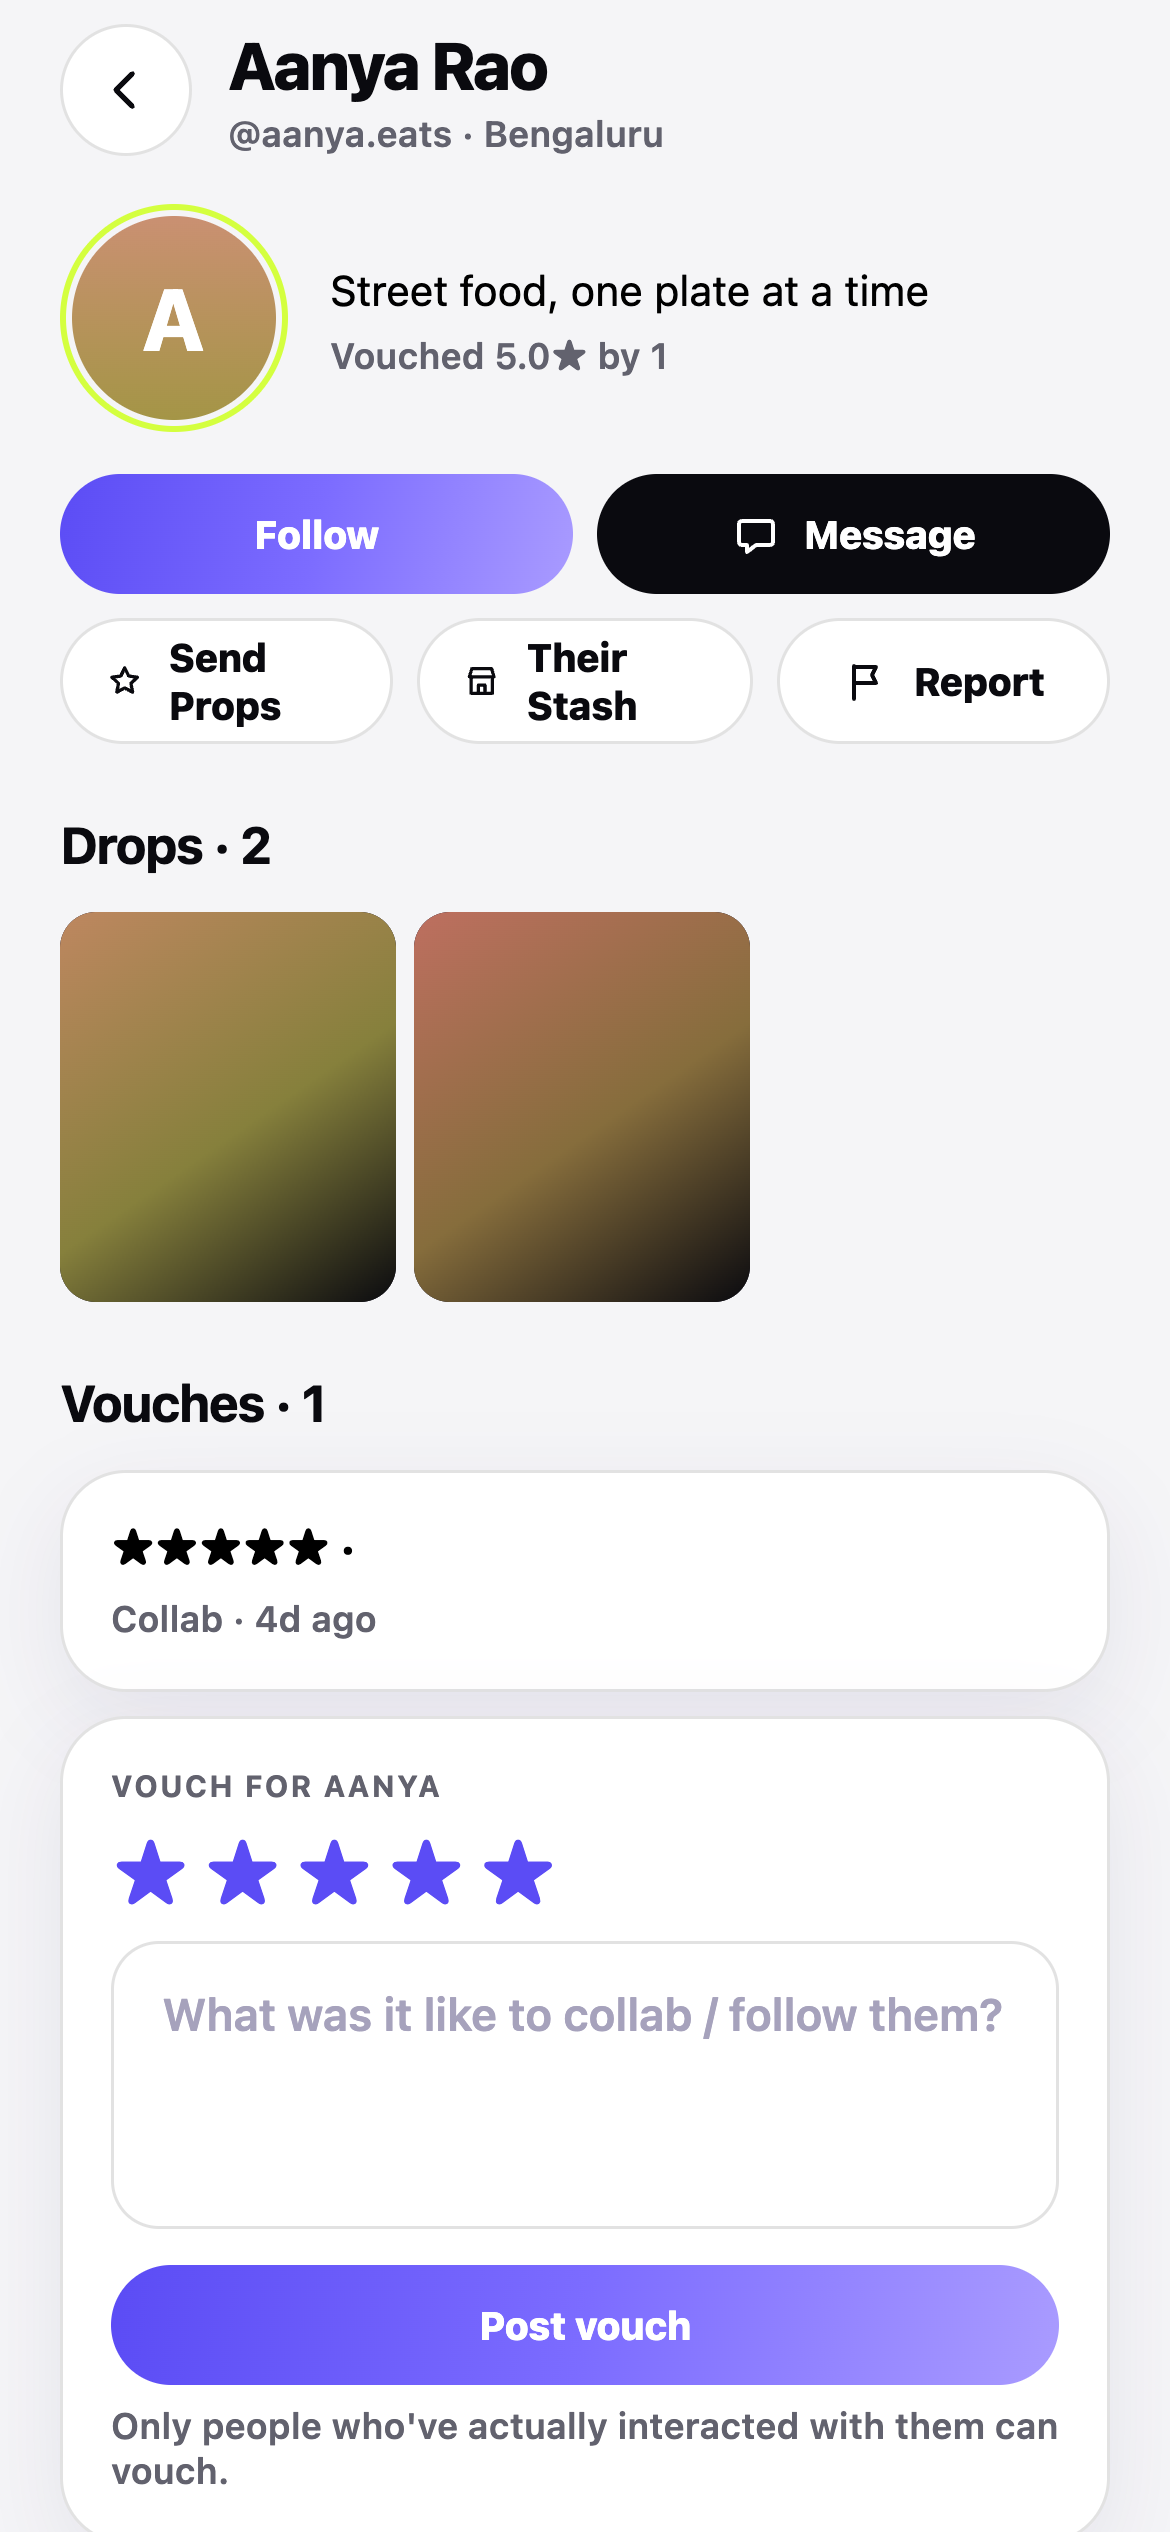 Aanya Rao
@aanya.eats · Bengaluru
A
Street food, one plate at a time
Vouched 5.0★ by 1
Follow
Message
Send
Props
Their
Stash
Report
Drops · 2
Vouches · 1
★★★★★ ·
Collab · 4d ago
VOUCH FOR AANYA
What was it like to collab / follow them?
Post vouch
Only people who've actually interacted with them can
vouch.